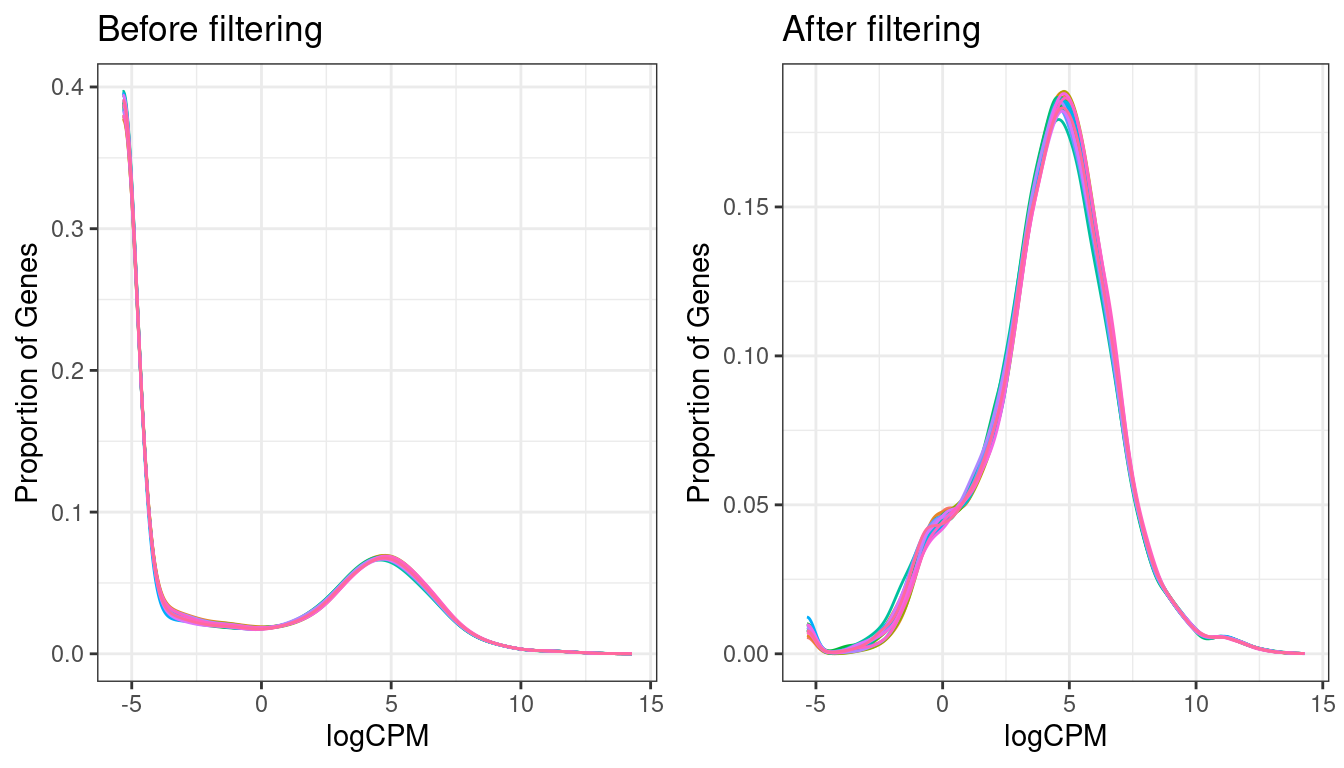 Before filtering
Proportion of Genes
0.4
0.3
0.2
0.1
0.0
-5 0 5 10 15
logCPM
After filtering
Proportion of Genes
0.15
0.10
0.05
0.00
-5 0 5 10 15
logCPM